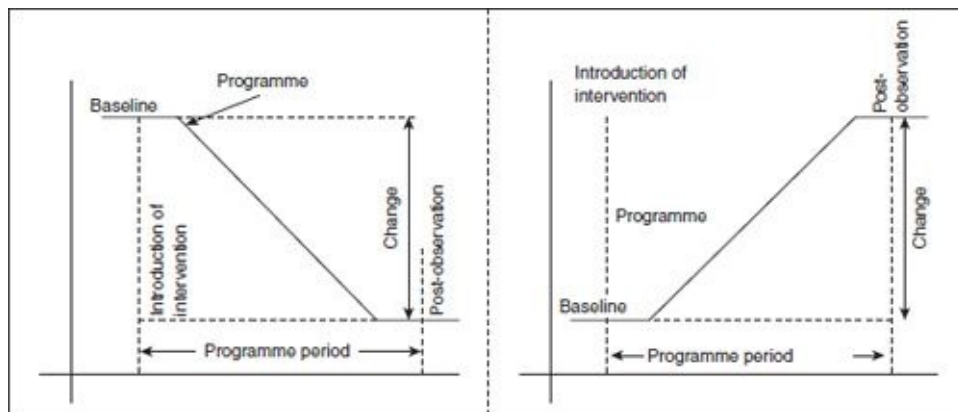 Programme
Baseline
Introduction of
intervention
Change
Post-observation
Programme period
Introduction of
intervention
Post-
observation
Programme
Change
Baseline
Programme period